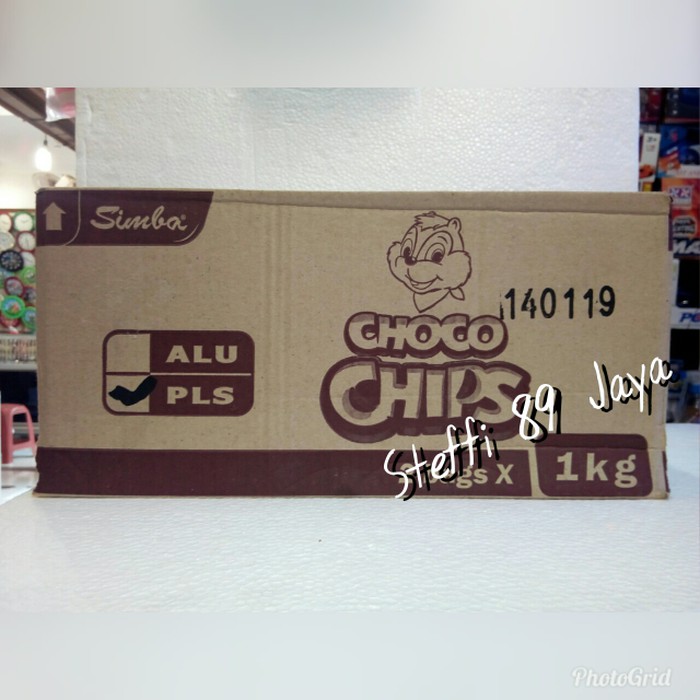 Simba
140119
CHOCO
CHIPS
ALU
PLS
Steffi 89 Jaya
X
1kg
PhotoGrid